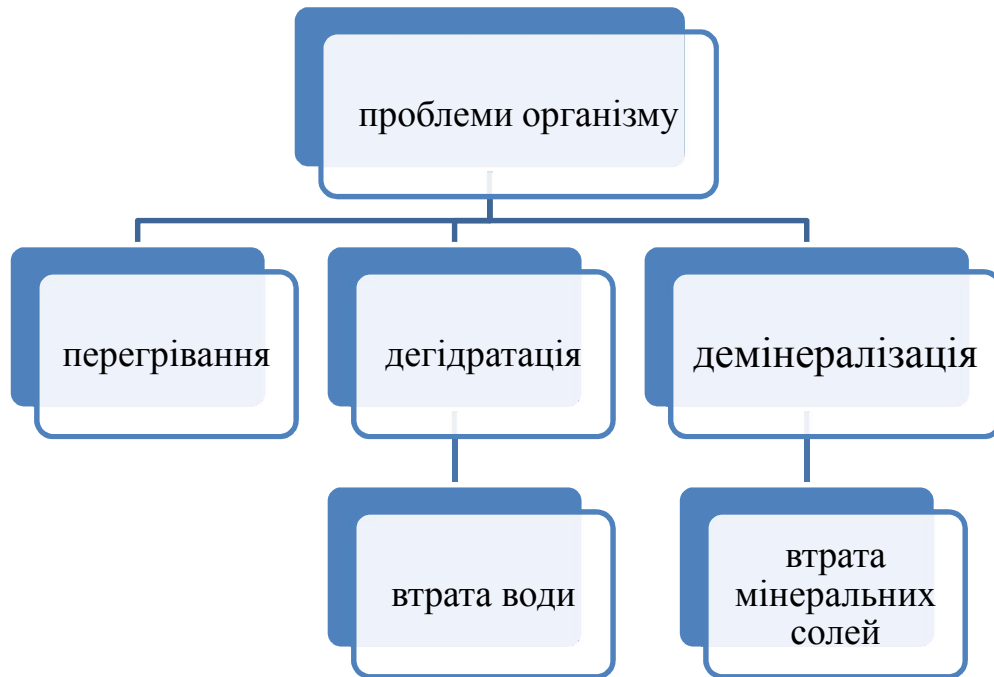 проблеми організму
перегрівання
дегідратація
демінералізація
втрата води
втрата
мінеральних
солей